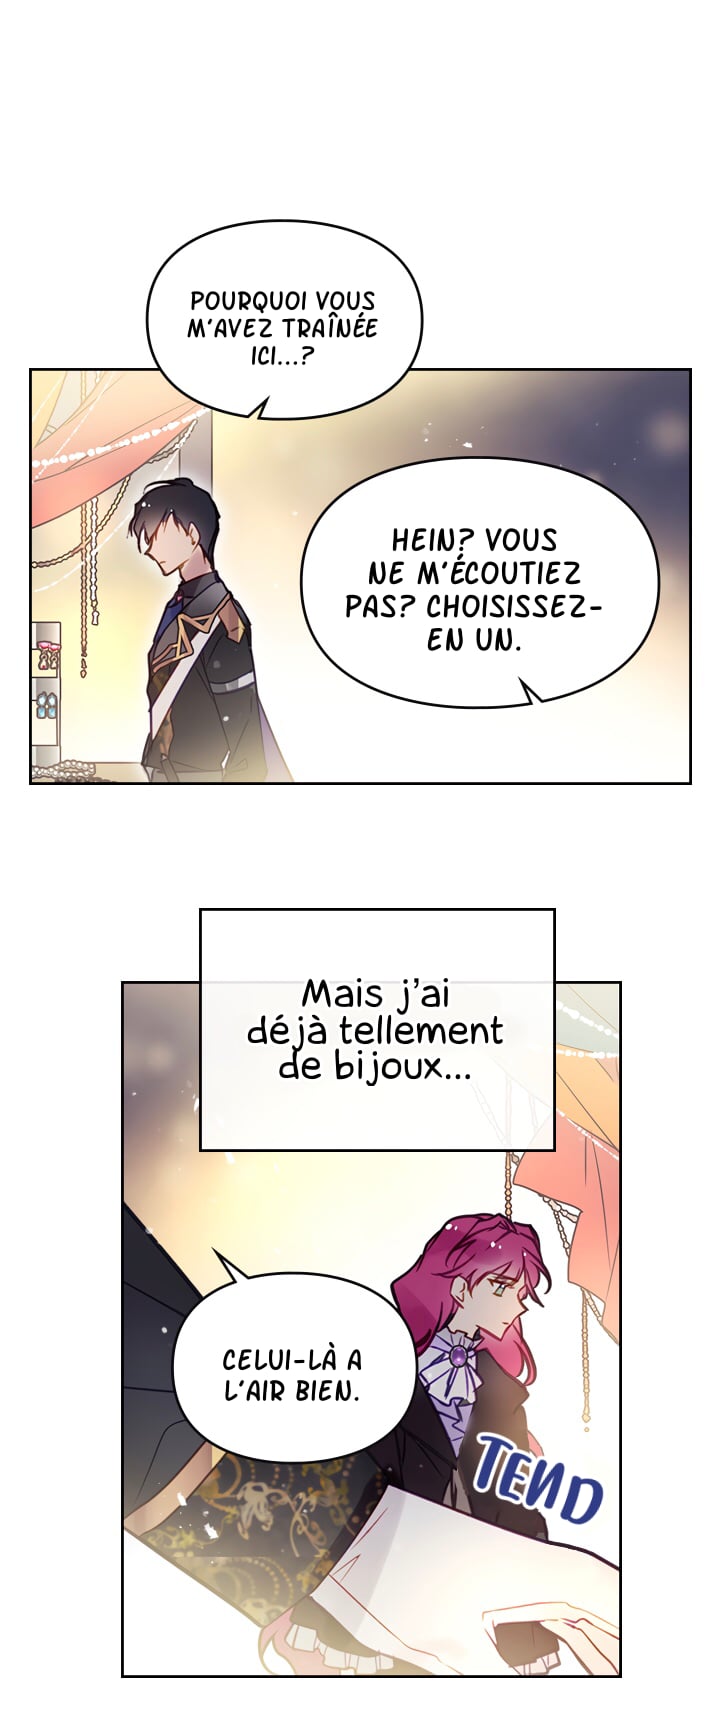 POURQUOI VOUS
M'AVEZ TRAÎNÉE
ICI...?
HEIN? VOUS
NE M'ÉCOUTIEZ
PAS? CHOISISSEZ-
EN UN.
Mais j'ai
déjà tellement
de bijoux...
CELUI-LÀ A
L'AIR BIEN.
TEND